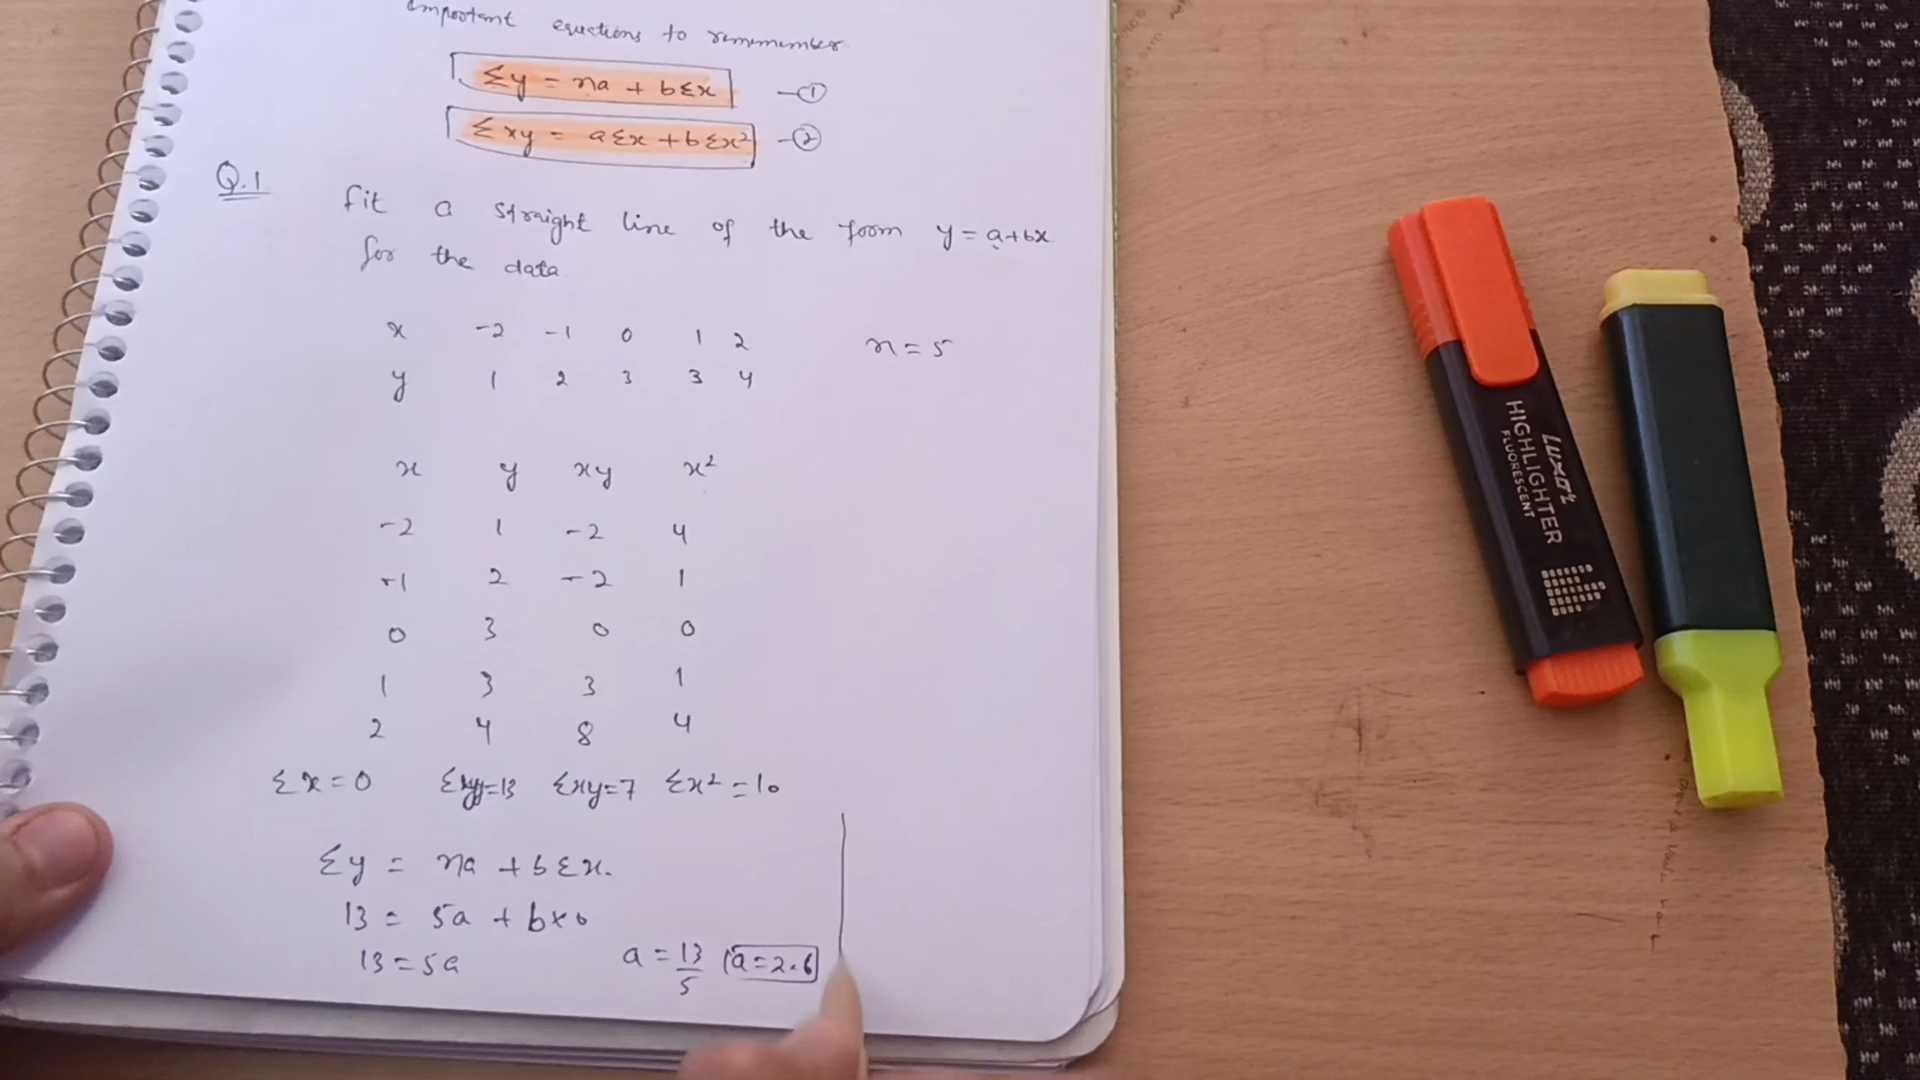 important equations to rememember
Σy = na + bΣx —①
Σxy = aΣx + bΣx² —②
Q.1 fit a straight line of the form y = a+bx
for the data
x -2 -1 0 1 2
n = 5
y 1 2 3 3 4
x y xy x²
-2 1 -2 4
-1 2 -2 1
0 3 0 0
1 3 3 1
2 4 8 4
Σx=0 Σy=13 Σxy=7 Σx²=10
Σy = na + bΣx.
13 = 5a + b×0
13 = 5a a = 13/5 a = 2.6
Luxor
HIGHLIGHTER
FLUORESCENT